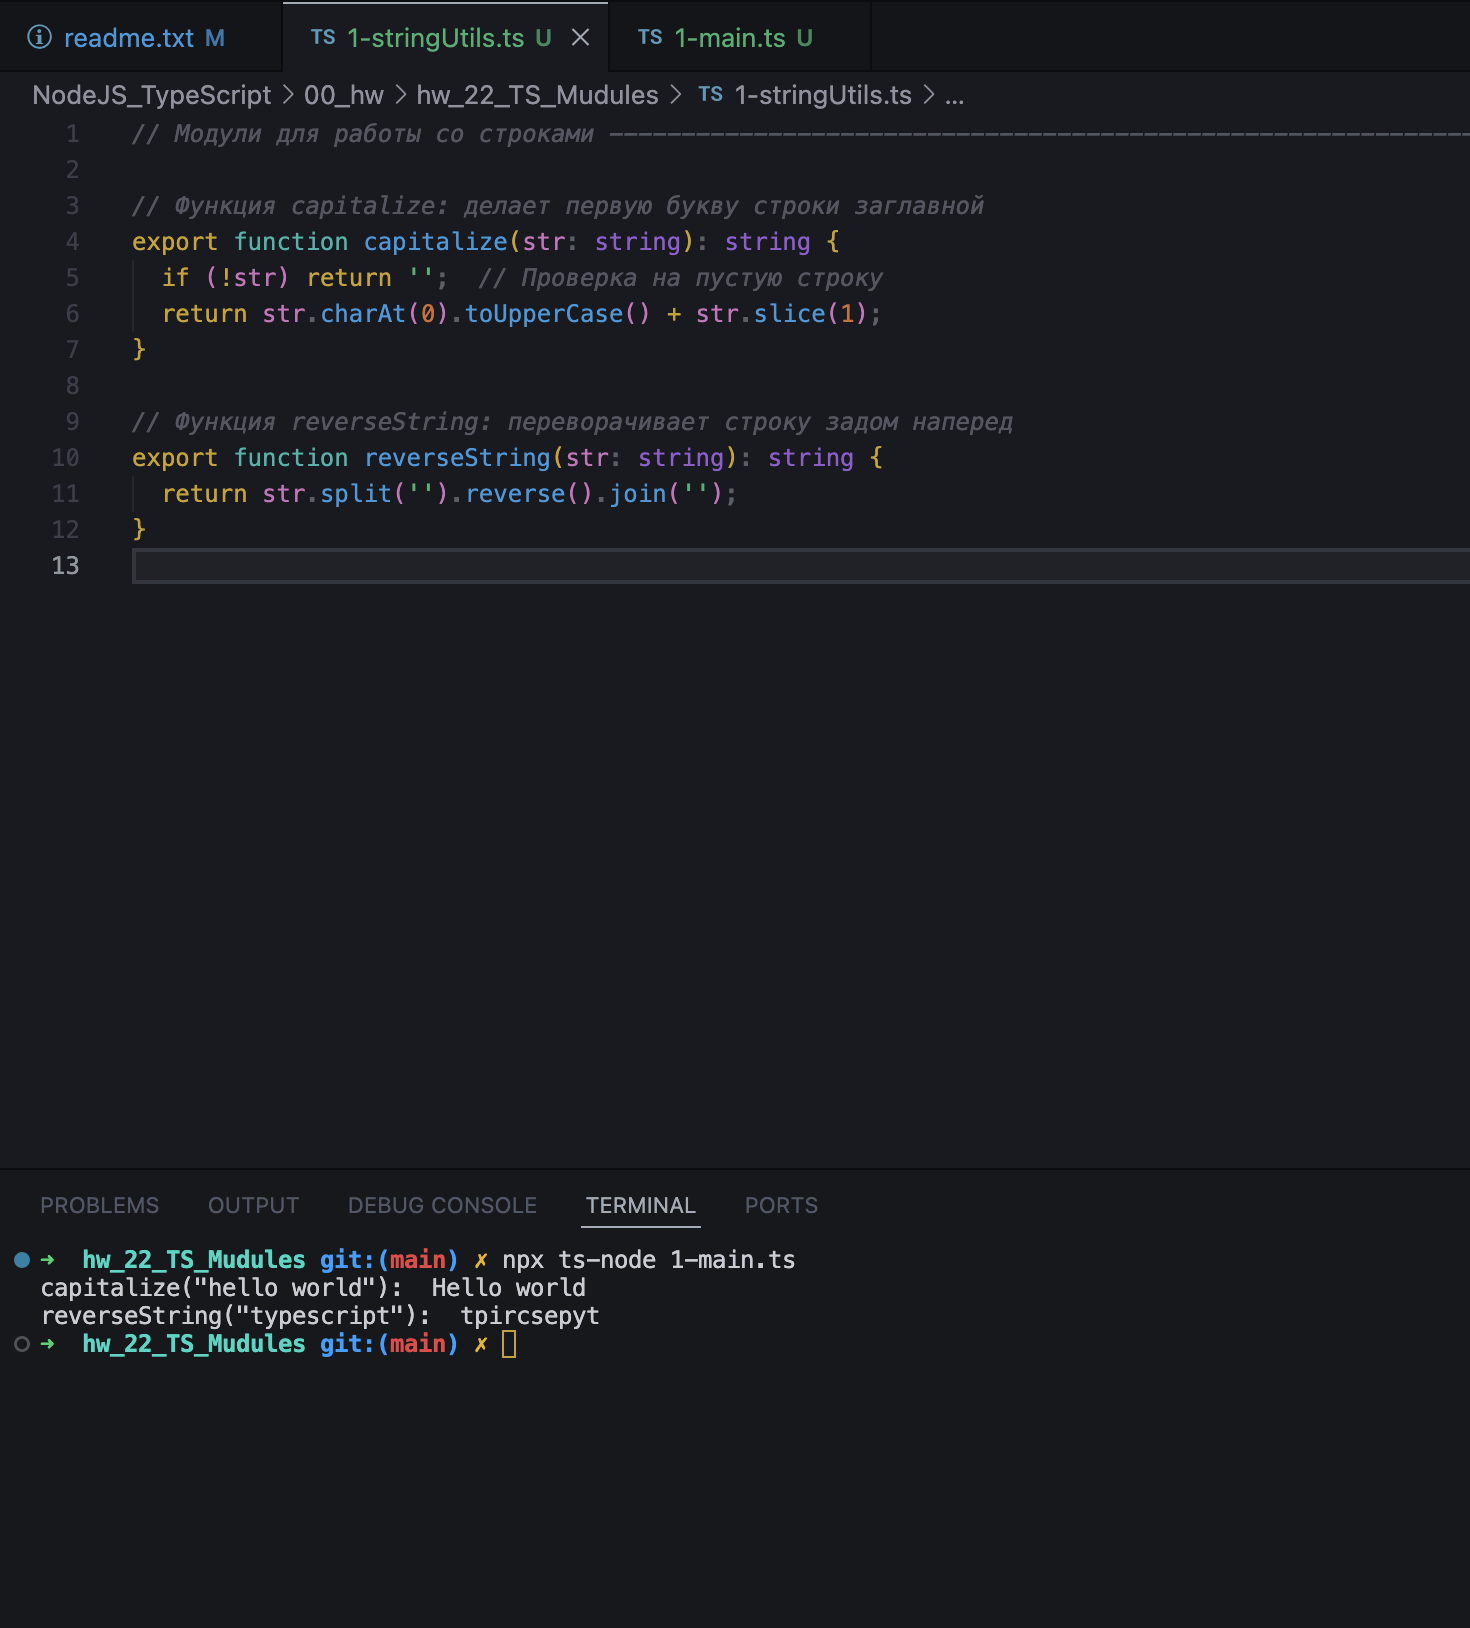 readme.txt M TS 1-stringUtils.ts U TS 1-main.ts U
NodeJS_TypeScript > 00_hw > hw_22_TS_Mudules > TS 1-stringUtils.ts > ...
1 // Модули для работы со строками ------------------------------------------------------------
2
3 // Функция capitalize: делает первую букву строки заглавной
4 export function capitalize(str: string): string {
5 if (!str) return ''; // Проверка на пустую строку
6 return str.charAt(0).toUpperCase() + str.slice(1);
7 }
8
9 // Функция reverseString: переворачивает строку задом наперед
10 export function reverseString(str: string): string {
11 return str.split('').reverse().join('');
12 }
13
PROBLEMS OUTPUT DEBUG CONSOLE TERMINAL PORTS
➜ hw_22_TS_Mudules git:(main) ✗ npx ts-node 1-main.ts
capitalize("hello world"): Hello world
reverseString("typescript"): tpircsepyt
➜ hw_22_TS_Mudules git:(main) ✗